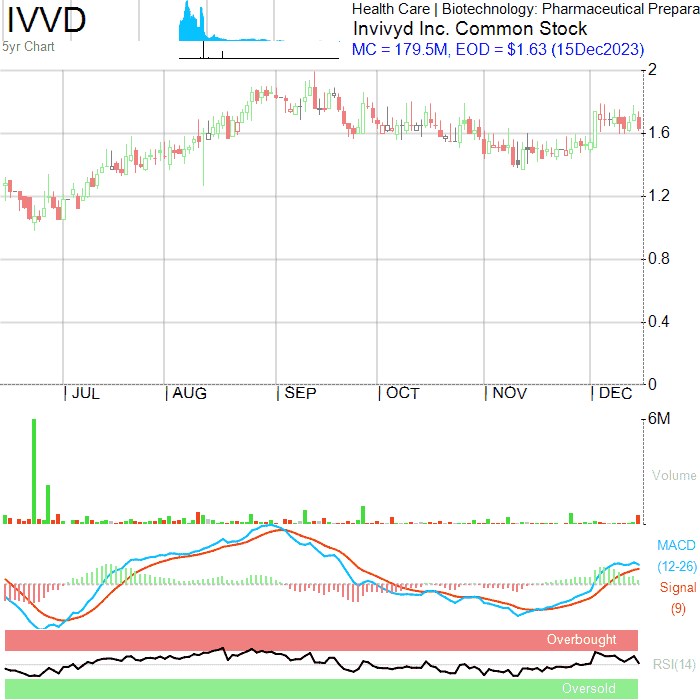 IVVD
5yr Chart
Health Care | Biotechnology: Pharmaceutical Prepara
Invivyd Inc. Common Stock
MC = 179.5M, EOD = $1.63 (15Dec2023)
2
1.6
1.2
0.8
0.4
0
JUL AUG SEP OCT NOV DEC
6M
Volume
MACD
(12-26)
Signal
(9)
Overbought
RSI(14)
Oversold